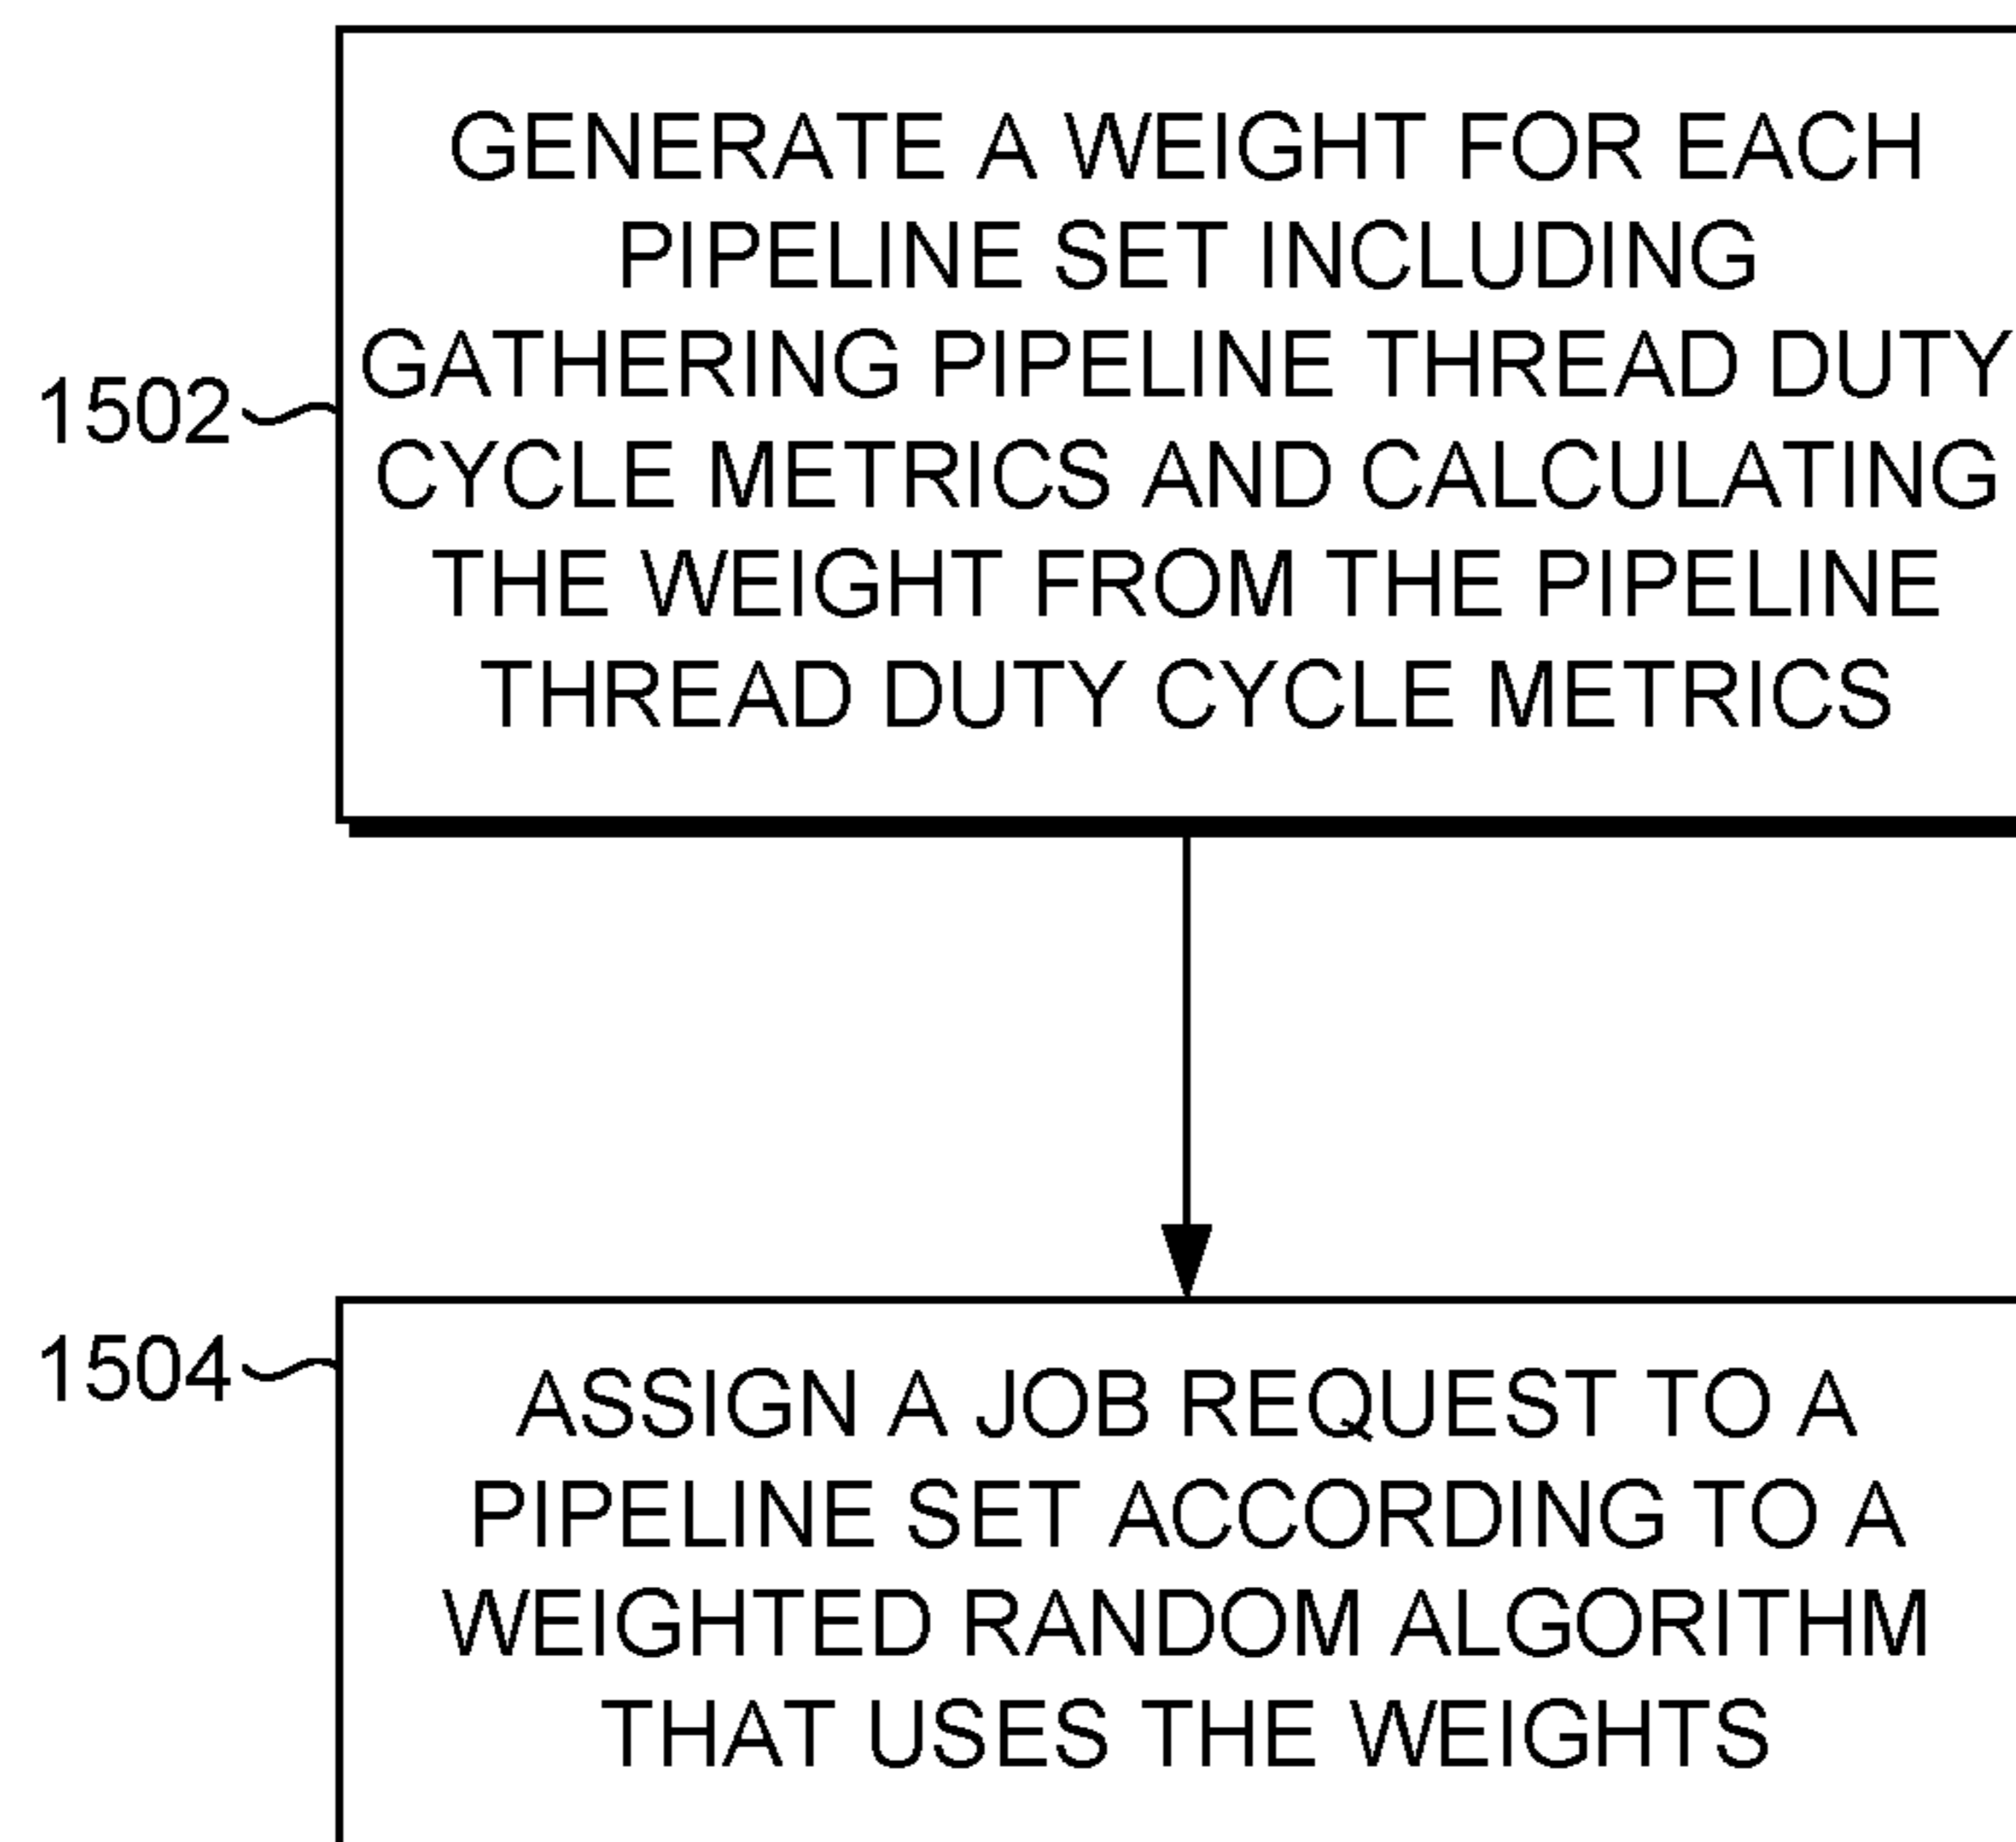 GENERATE A WEIGHT FOR EACH
PIPELINE SET INCLUDING
GATHERING PIPELINE THREAD DUTY
CYCLE METRICS AND CALCULATING
THE WEIGHT FROM THE PIPELINE
THREAD DUTY CYCLE METRICS
1502
1504
ASSIGN A JOB REQUEST TO A
PIPELINE SET ACCORDING TO A
WEIGHTED RANDOM ALGORITHM
THAT USES THE WEIGHTS